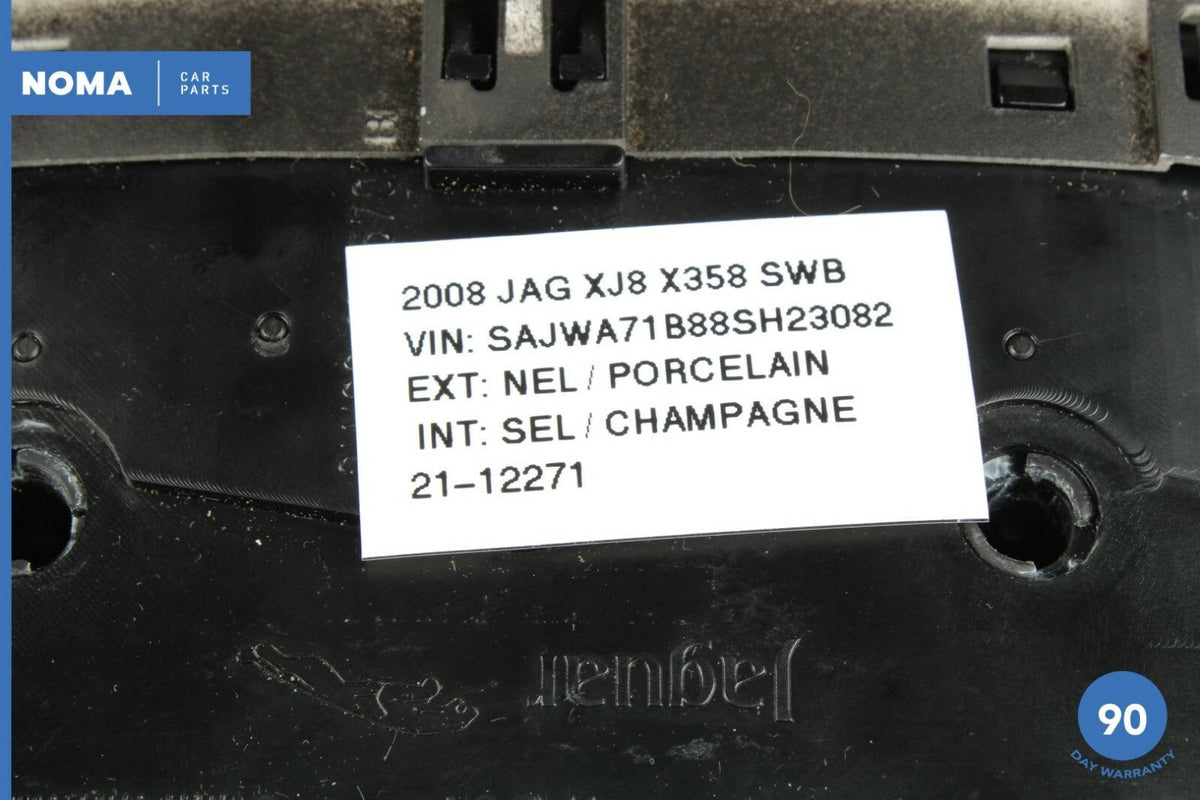 NOMA
CAR
PARTS
2008 JAG XJ8 X358 SWB
VIN: SAJWA71B88SH23082
EXT: NEL / PORCELAIN
INT: SEL / CHAMPAGNE
21-12271
Jaguar
90
DAY WARRANTY